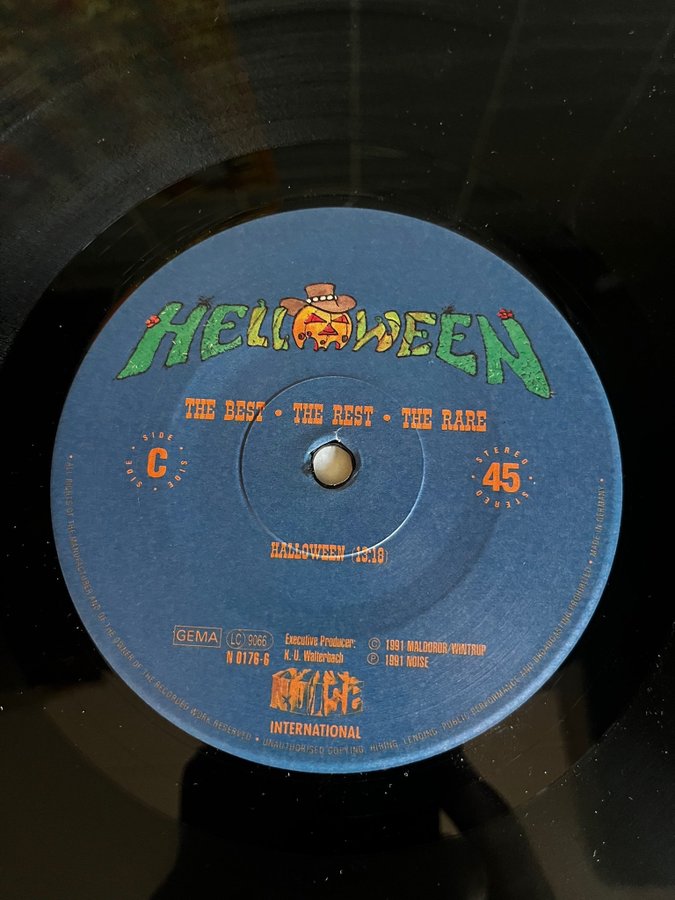 HELLOWEEN
THE BEST • THE REST • THE RARE
SIDE • SIDE • SIDE •
C
STEREO • STEREO •
45
HALLOWEEN (13:18)
GEMA LC 9066
N 0176-6
Executive Producer:
K. U. Walterbach
© 1991 MALDOROR/WINTRUP
℗ 1991 NOISE
NOISE
INTERNATIONAL
• ALL RIGHTS OF THE MANUFACTURER AND OF THE OWNER OF THE RECORDED WORK RESERVED • UNAUTHORISED COPYING, HIRING, LENDING, PUBLIC PERFORMANCE AND BROADCASTING PROHIBITED • MADE IN GERMANY •